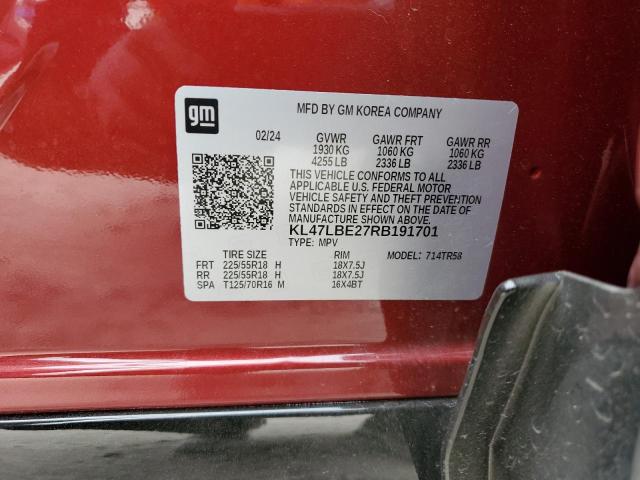 gm
MFD BY GM KOREA COMPANY
02/24 GVWR GAWR FRT GAWR RR
1930 KG 1060 KG 1060 KG
4255 LB 2336 LB 2336 LB
THIS VEHICLE CONFORMS TO ALL
APPLICABLE U.S. FEDERAL MOTOR
VEHICLE SAFETY AND THEFT PREVENTION
STANDARDS IN EFFECT ON THE DATE OF
MANUFACTURE SHOWN ABOVE.
KL47LBE27RB191701
TYPE: MPV
TIRE SIZE RIM MODEL: 714TR58
FRT 225/55R18 H 18X7.5J
RR 225/55R18 H 18X7.5J
SPA T125/70R16 M 16X4BT